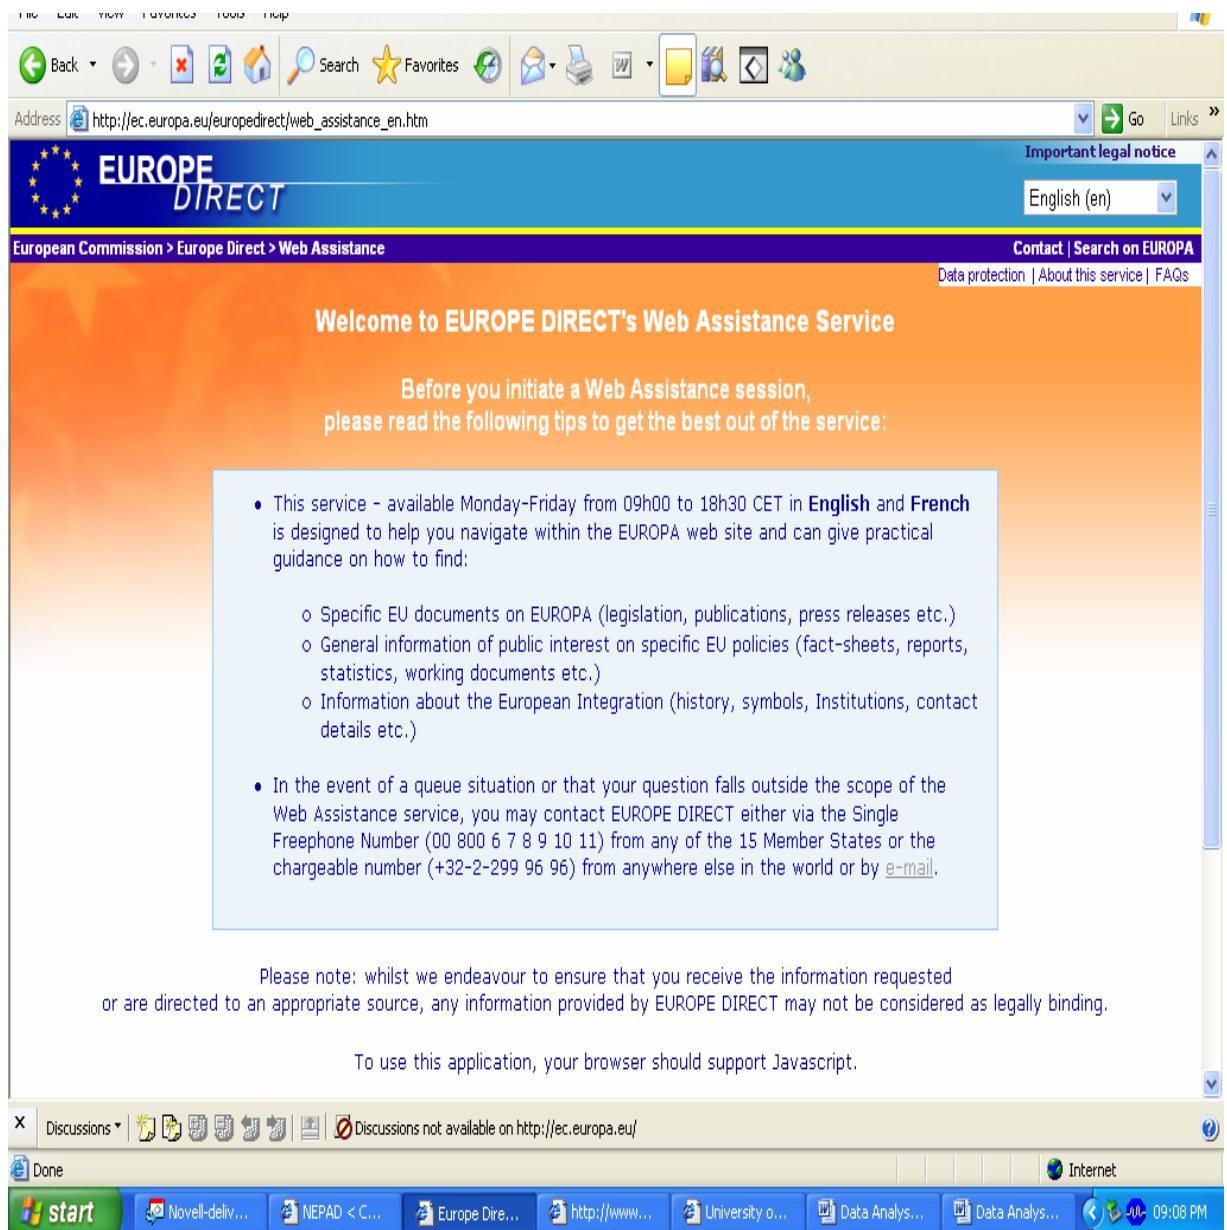 File Edit View Favorites Tools Help
Back Search Favorites
Address http://ec.europa.eu/europedirect/web_assistance_en.htm Go Links »
Important legal notice
EUROPE
DIRECT
English (en)
European Commission > Europe Direct > Web Assistance Contact | Search on EUROPA
Data protection | About this service | FAQs
Welcome to EUROPE DIRECT's Web Assistance Service
Before you initiate a Web Assistance session,
please read the following tips to get the best out of the service:
• This service - available Monday-Friday from 09h00 to 18h30 CET in English and French
is designed to help you navigate within the EUROPA web site and can give practical
guidance on how to find:
o Specific EU documents on EUROPA (legislation, publications, press releases etc.)
o General information of public interest on specific EU policies (fact-sheets, reports,
statistics, working documents etc.)
o Information about the European Integration (history, symbols, Institutions, contact
details etc.)
• In the event of a queue situation or that your question falls outside the scope of the
Web Assistance service, you may contact EUROPE DIRECT either via the Single
Freephone Number (00 800 6 7 8 9 10 11) from any of the 15 Member States or the
chargeable number (+32-2-299 96 96) from anywhere else in the world or by e-mail.
Please note: whilst we endeavour to ensure that you receive the information requested
or are directed to an appropriate source, any information provided by EUROPE DIRECT may not be considered as legally binding.
To use this application, your browser should support Javascript.
X Discussions Discussions not available on http://ec.europa.eu/
Done Internet
start Novell-deliv... NEPAD < C... Europe Dire... http://www... University o... Data Analys... Data Analys... 09:08 PM